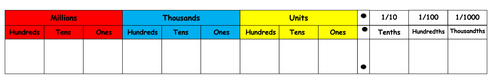 Millions Thousands Units 1/10 1/100 1/1000
Hundreds Tens Ones Hundreds Tens Ones Hundreds Tens Ones Tenths Hundredths Thousandths